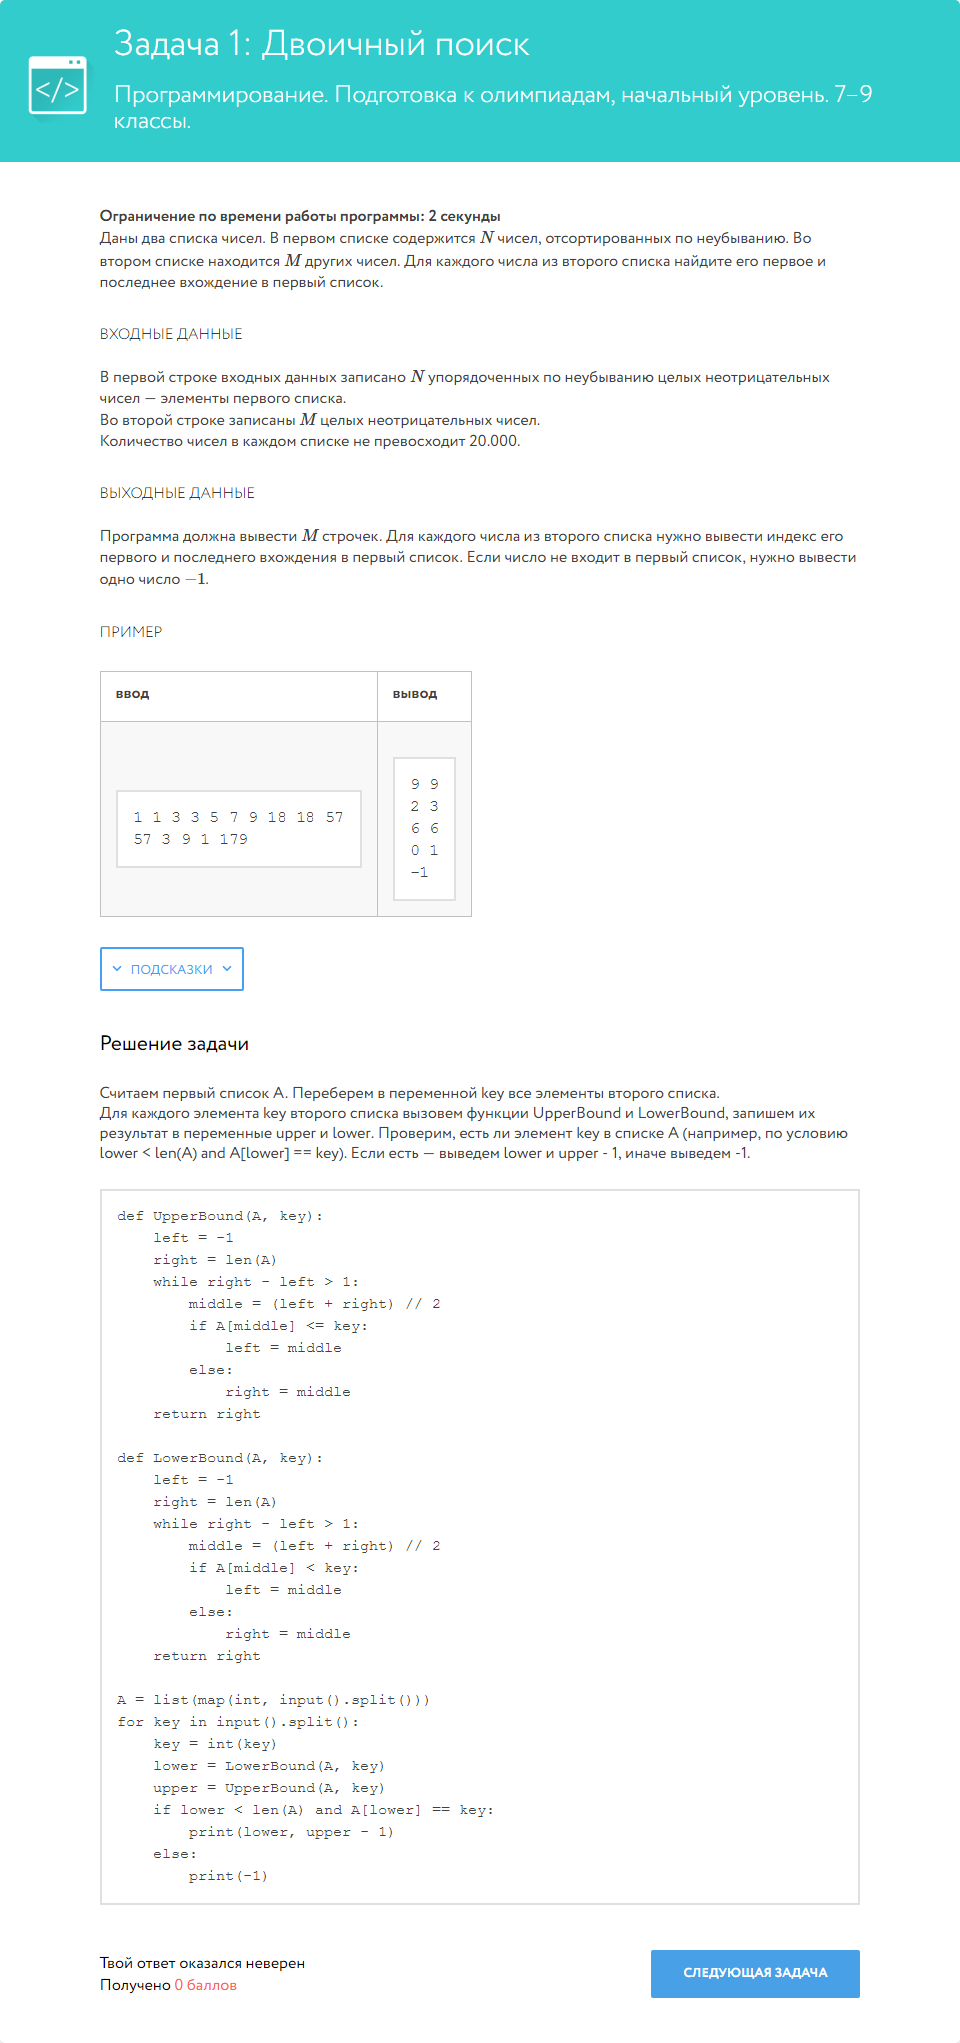 Задача 1: Двоичный поиск
</>
Программирование. Подготовка к олимпиадам, начальный уровень. 7–9
классы.
Ограничение по времени работы программы: 2 секунды
Даны два списка чисел. В первом списке содержится N чисел, отсортированных по неубыванию. Во
втором списке находится M других чисел. Для каждого числа из второго списка найдите его первое и
последнее вхождение в первый список.
ВХОДНЫЕ ДАННЫЕ
В первой строке входных данных записано N упорядоченных по неубыванию целых неотрицательных
чисел — элементы первого списка.
Во второй строке записаны M целых неотрицательных чисел.
Количество чисел в каждом списке не превосходит 20.000.
ВЫХОДНЫЕ ДАННЫЕ
Программа должна вывести M строчек. Для каждого числа из второго списка нужно вывести индекс его
первого и последнего вхождения в первый список. Если число не входит в первый список, нужно вывести
одно число −1.
ПРИМЕР
ввод вывод
1 1 3 3 5 7 9 18 18 57
57 3 9 1 179
9 9
2 3
6 6
0 1
-1
ПОДСКАЗКИ
Решение задачи
Считаем первый список A. Переберем в переменной key все элементы второго списка.
Для каждого элемента key второго списка вызовем функции UpperBound и LowerBound, запишем их
результат в переменные upper и lower. Проверим, есть ли элемент key в списке A (например, по условию
lower < len(A) and A[lower] == key). Если есть — выведем lower и upper - 1, иначе выведем -1.
def UpperBound(A, key):
    left = -1
    right = len(A)
    while right - left > 1:
        middle = (left + right) // 2
        if A[middle] <= key:
            left = middle
        else:
            right = middle
    return right
def LowerBound(A, key):
    left = -1
    right = len(A)
    while right - left > 1:
        middle = (left + right) // 2
        if A[middle] < key:
            left = middle
        else:
            right = middle
    return right
A = list(map(int, input().split()))
for key in input().split():
    key = int(key)
    lower = LowerBound(A, key)
    upper = UpperBound(A, key)
    if lower < len(A) and A[lower] == key:
        print(lower, upper - 1)
    else:
        print(-1)
Твой ответ оказался неверен
Получено 0 баллов
СЛЕДУЮЩАЯ ЗАДАЧА